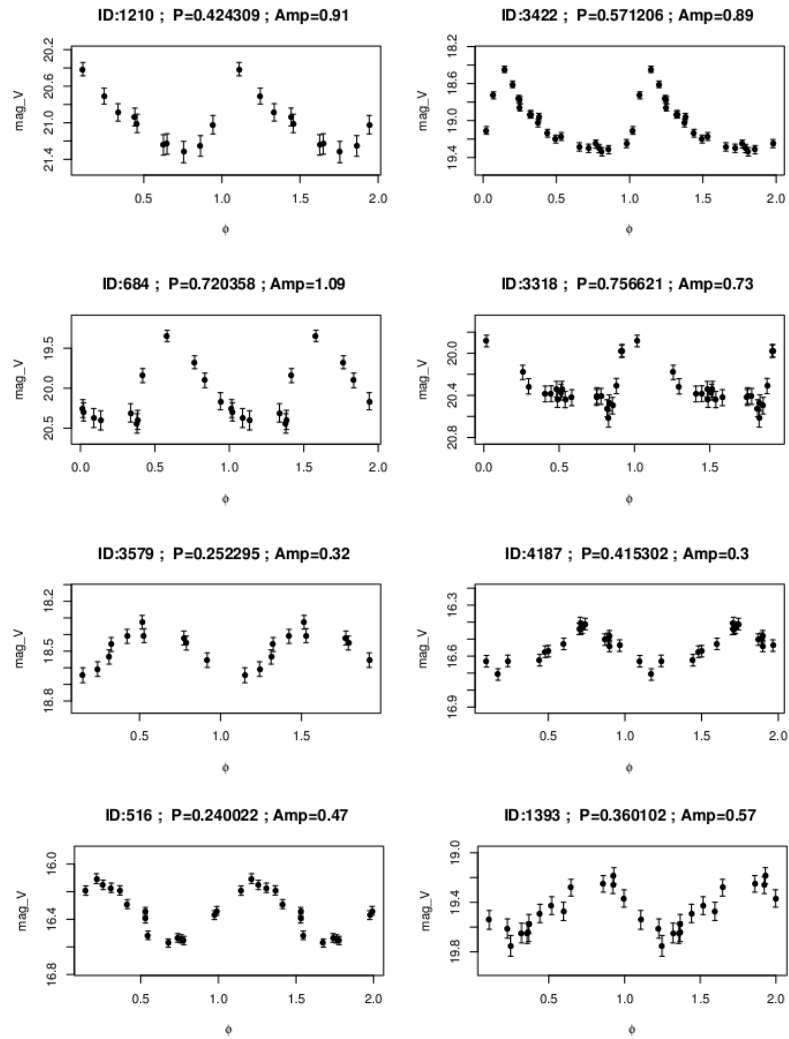 ID:1210 ; P=0.424309 ; Amp=0.91
mag_V
20.2
20.6
21.0
21.4
0.5 1.0 1.5 2.0
ϕ
ID:3422 ; P=0.571206 ; Amp=0.89
mag_V
18.2
18.6
19.0
19.4
0.0 0.5 1.0 1.5 2.0
ϕ
ID:684 ; P=0.720358 ; Amp=1.09
mag_V
19.5
20.0
20.5
0.0 0.5 1.0 1.5 2.0
ϕ
ID:3318 ; P=0.756621 ; Amp=0.73
mag_V
20.0
20.4
20.8
0.0 0.5 1.0 1.5
ϕ
ID:3579 ; P=0.252295 ; Amp=0.32
mag_V
18.2
18.5
18.8
0.5 1.0 1.5
ϕ
ID:4187 ; P=0.415302 ; Amp=0.3
mag_V
16.3
16.6
16.9
0.5 1.0 1.5 2.0
ϕ
ID:516 ; P=0.240022 ; Amp=0.47
mag_V
16.0
16.4
16.8
0.5 1.0 1.5 2.0
ϕ
ID:1393 ; P=0.360102 ; Amp=0.57
mag_V
19.0
19.4
19.8
0.5 1.0 1.5 2.0
ϕ